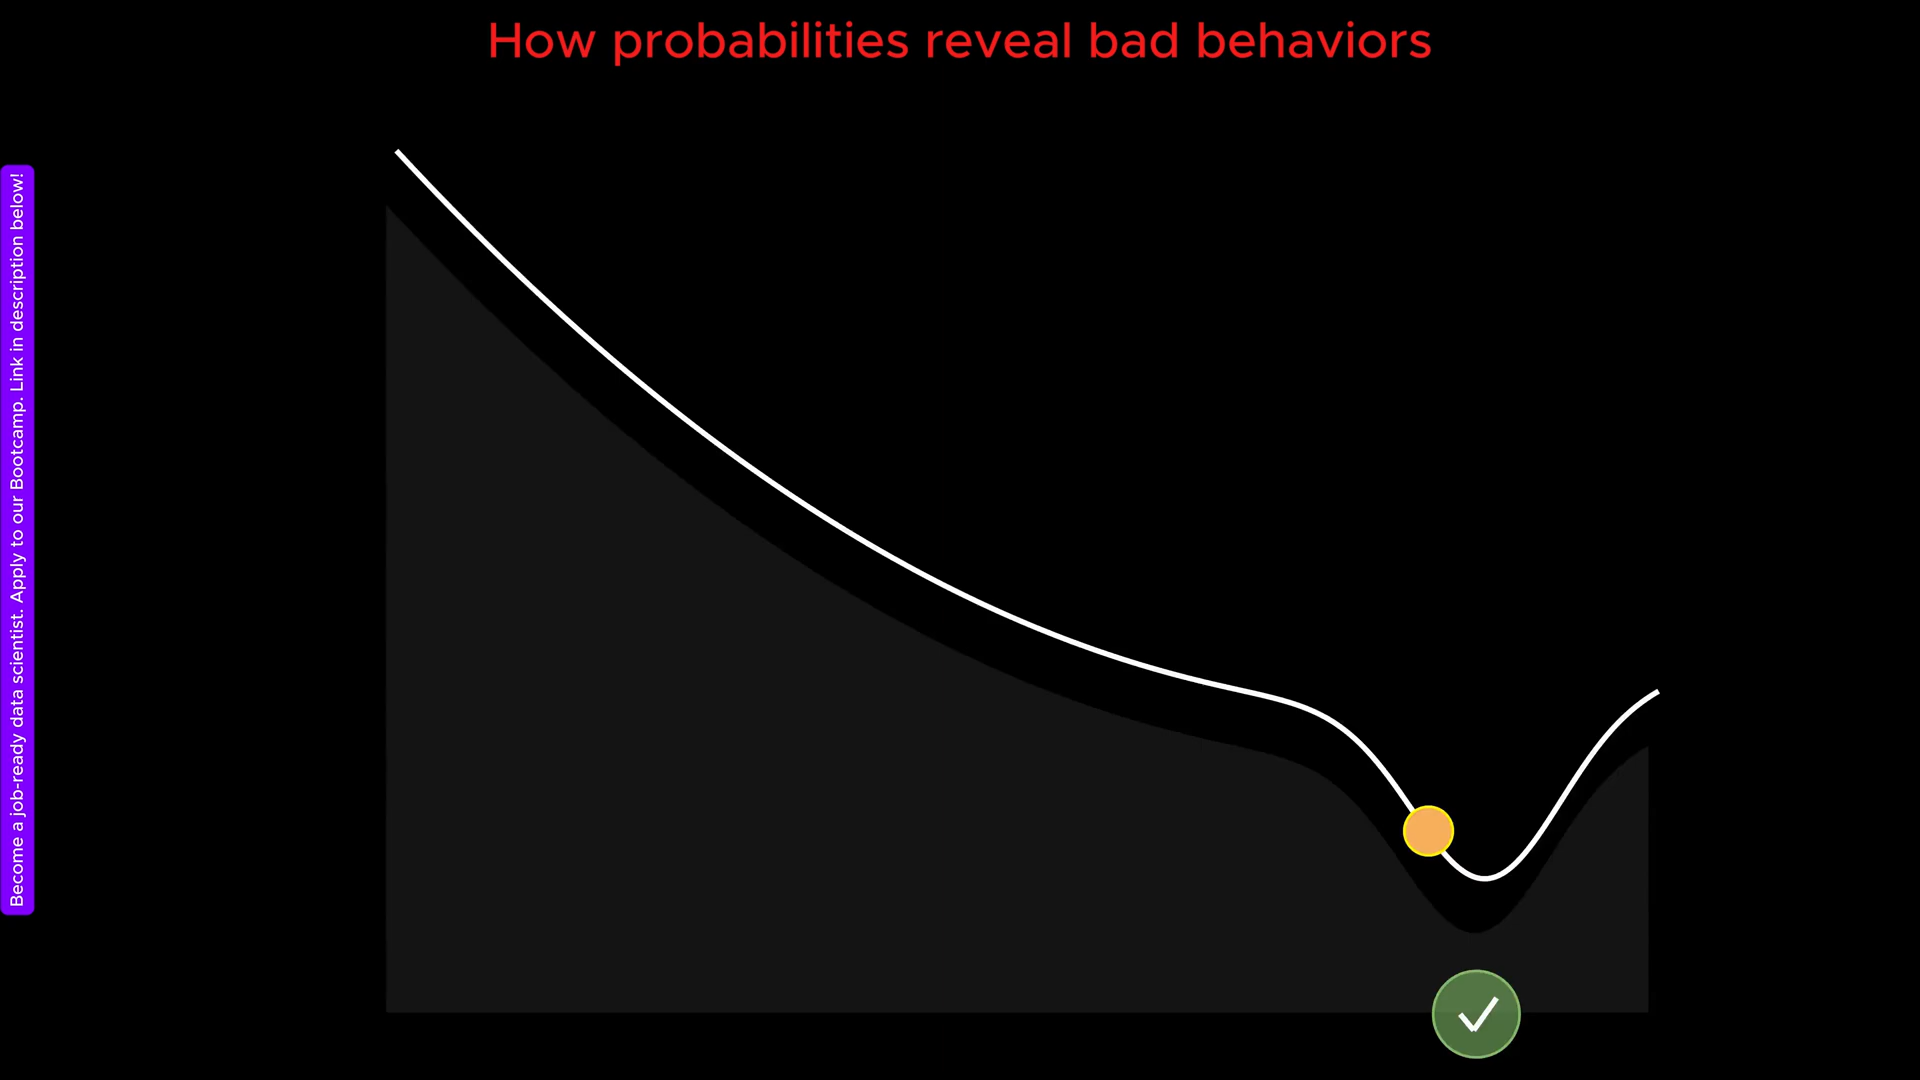 How probabilities reveal bad behaviors
Become a job-ready data scientist. Apply to our Bootcamp. Link in description below!